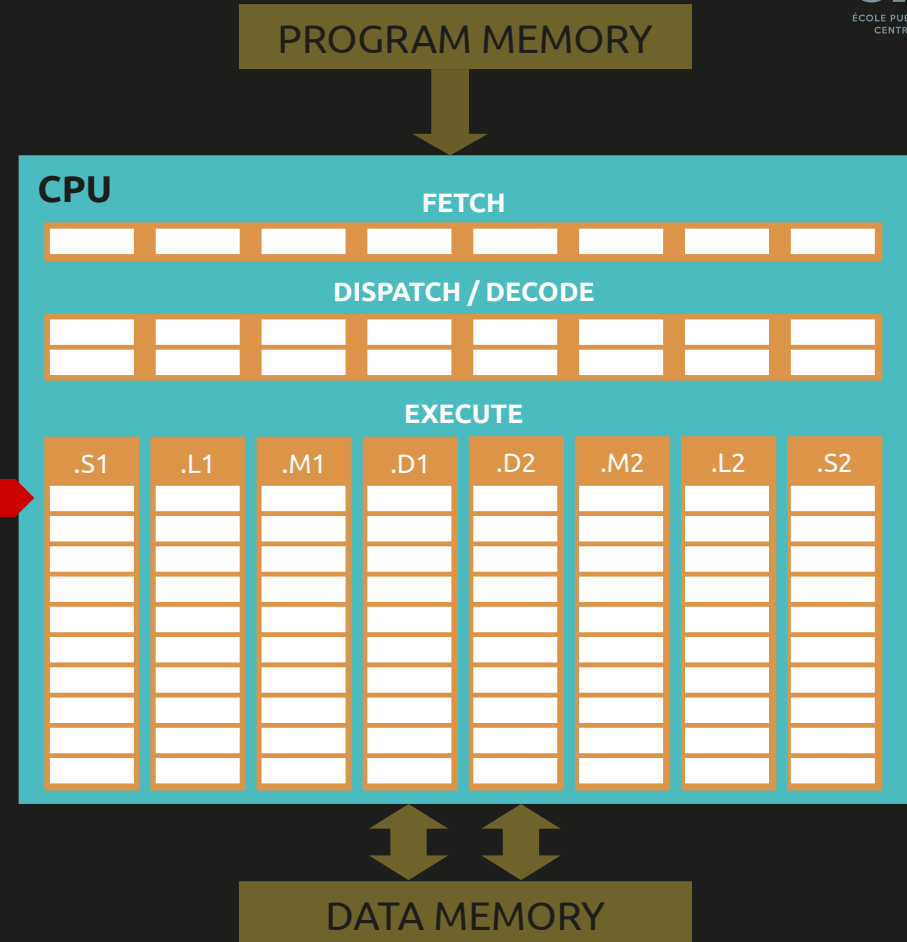 PROGRAM MEMORY
CPU
FETCH
DISPATCH / DECODE
EXECUTE
.S1 .L1 .M1 .D1 .D2 .M2 .L2 .S2
DATA MEMORY